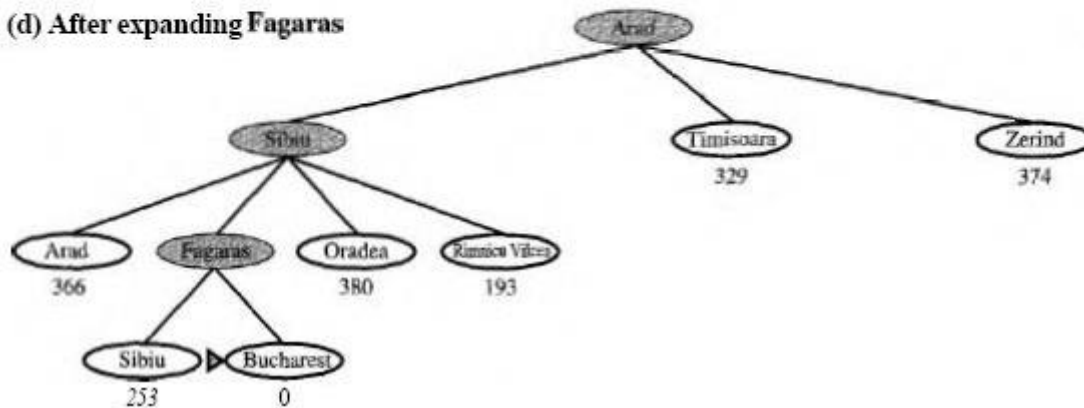 (d) After expanding Fagaras
Arad
Sibiu
Timisoara
Zerind
329
374
Arad
Fagaras
Oradea
Rimnicu Vilcea
366
380
193
Sibiu
Bucharest
253
0